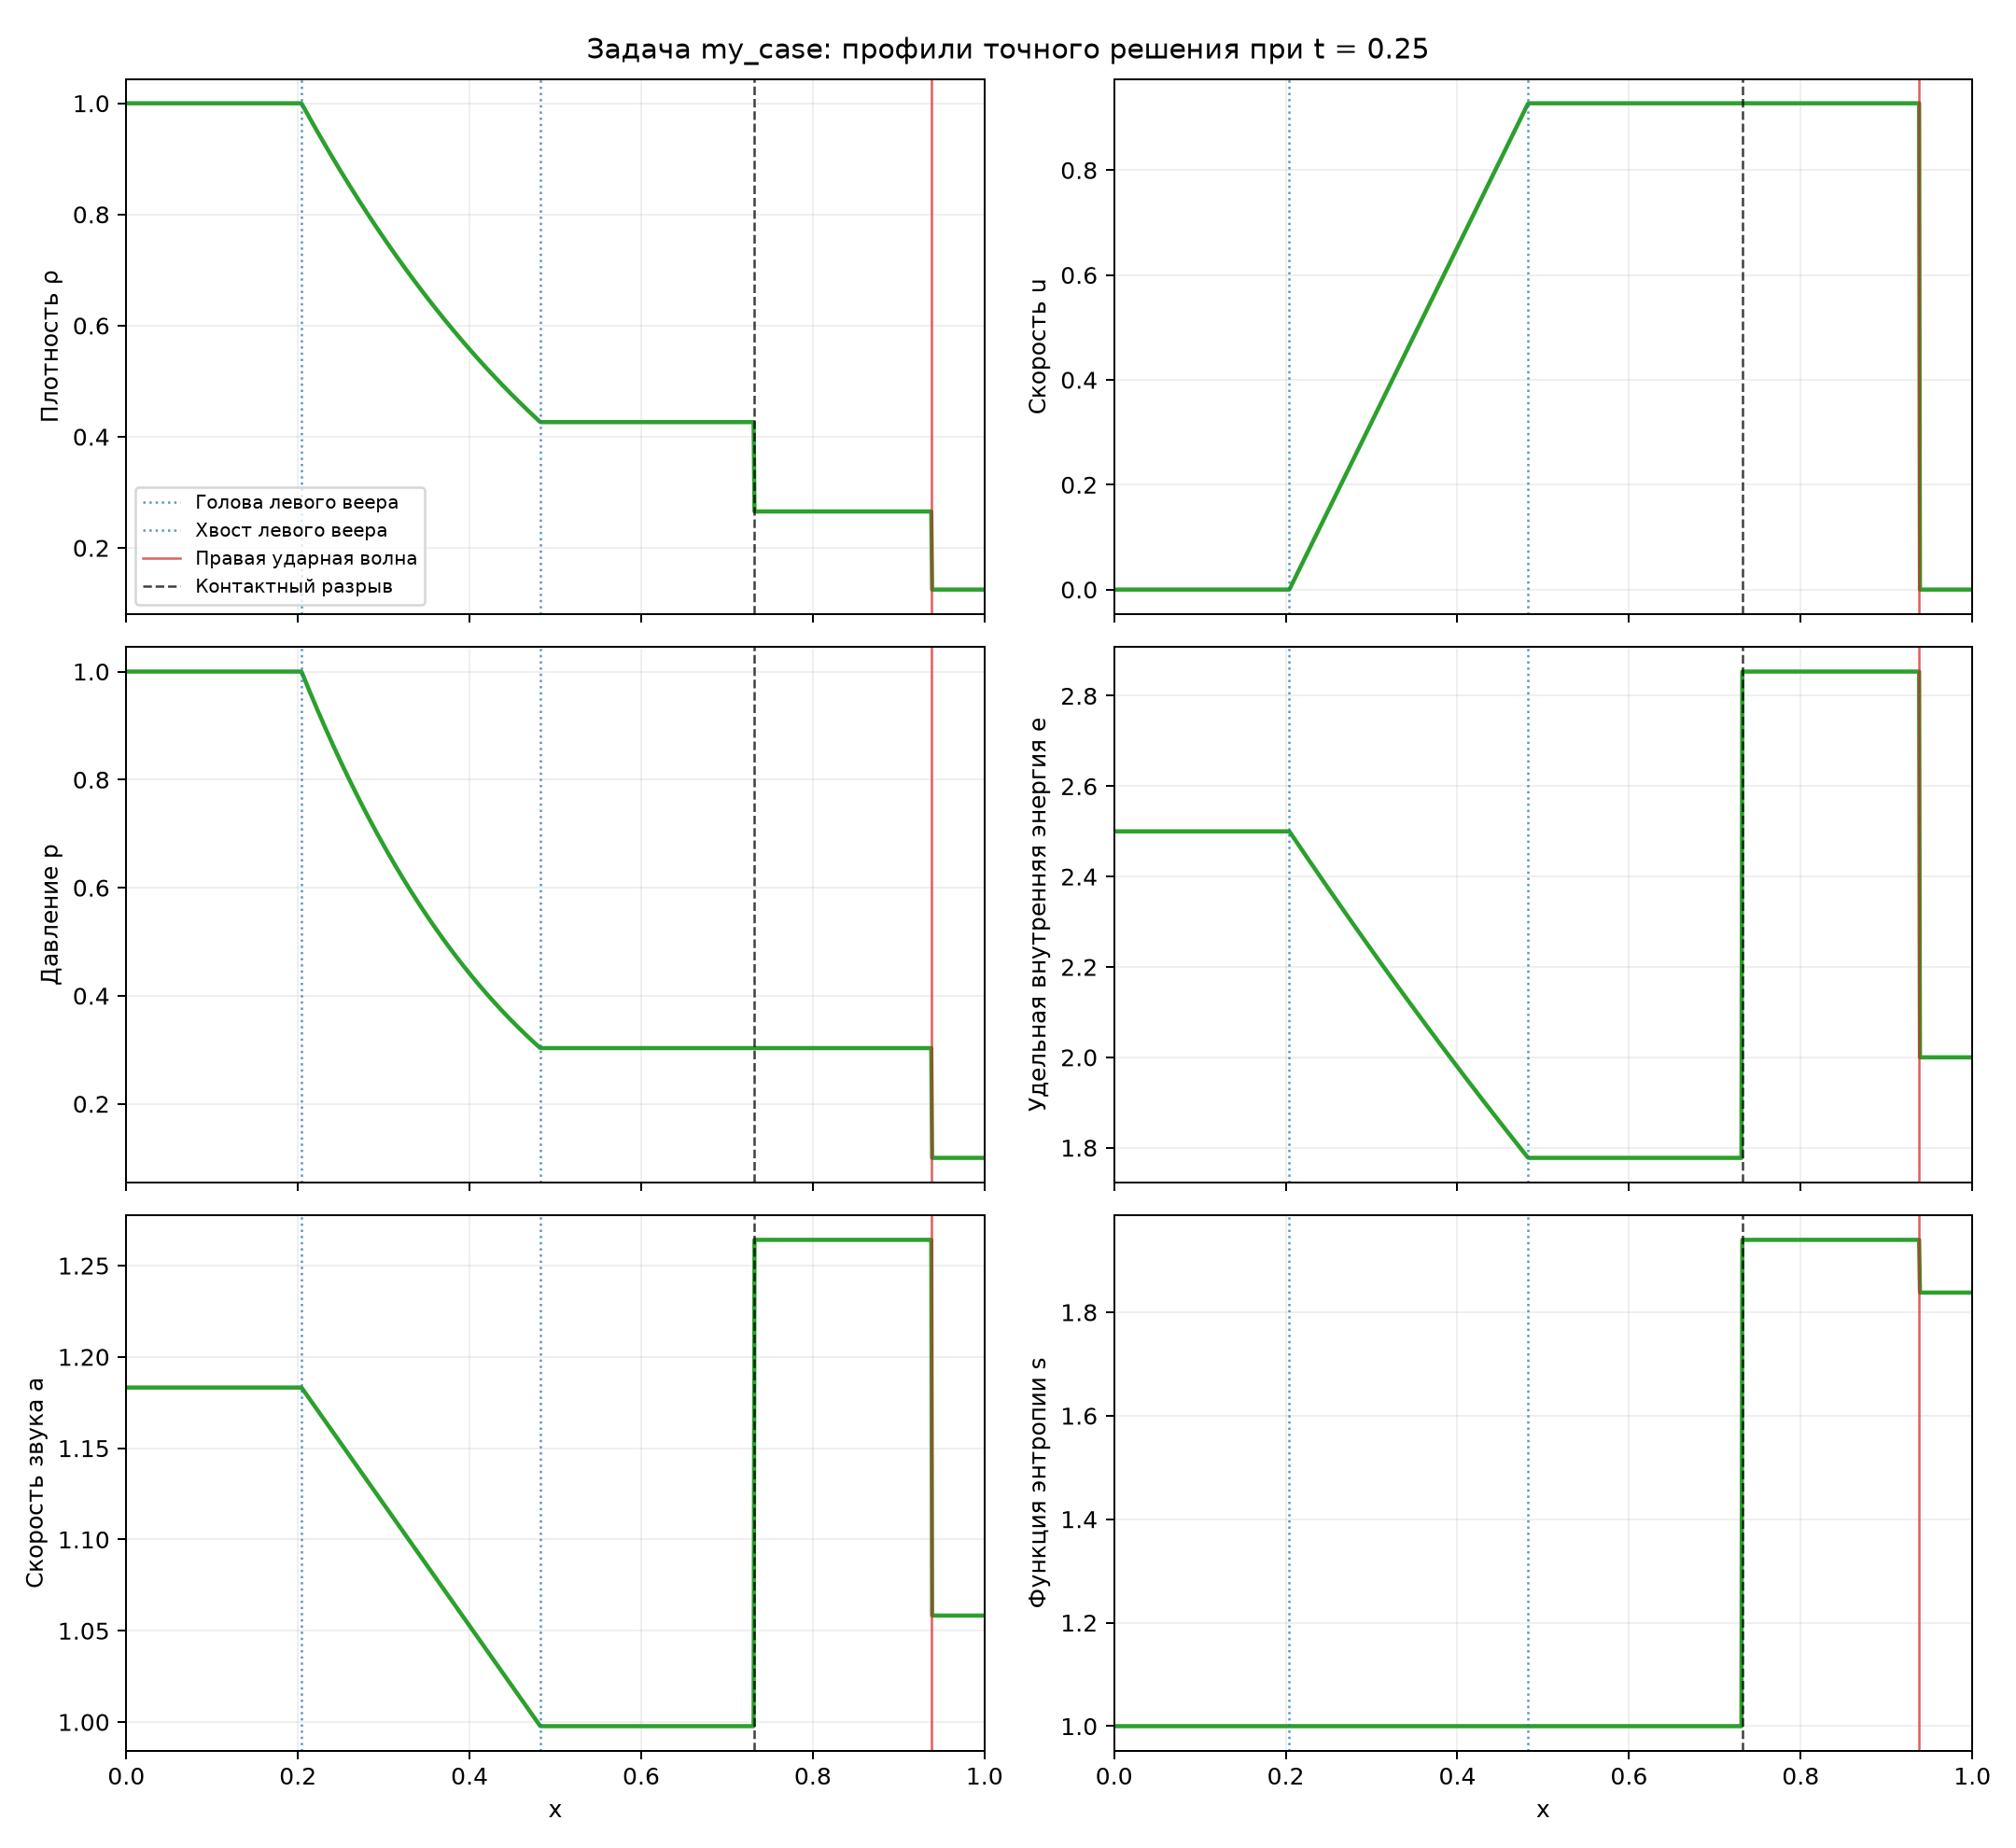 Задача my_case: профили точного решения при t = 0.25
Плотность ρ
1.0
0.8
0.6
0.4
0.2
Голова левого веера
Хвост левого веера
Правая ударная волна
Контактный разрыв
Скорость u
0.8
0.6
0.4
0.2
0.0
Давление p
1.0
0.8
0.6
0.4
0.2
Удельная внутренняя энергия e
2.8
2.6
2.4
2.2
2.0
1.8
Скорость звука a
1.25
1.20
1.15
1.10
1.05
1.00
0.0 0.2 0.4 0.6 0.8 1.0
x
Функция энтропии s
1.8
1.6
1.4
1.2
1.0
0.0 0.2 0.4 0.6 0.8 1.0
x